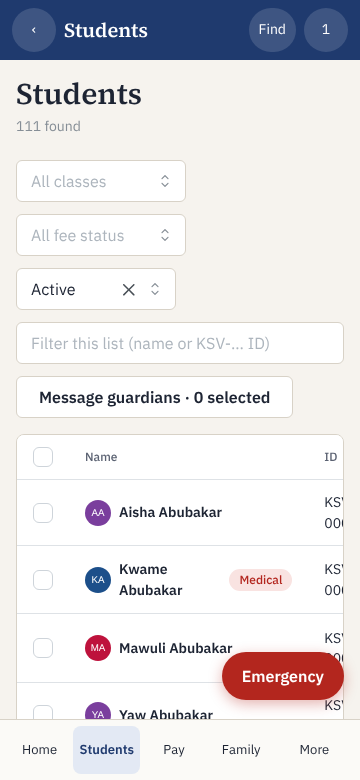 ‹ Students Find 1
Students
111 found
All classes
All fee status
Active
Filter this list (name or KSV-... ID)
Message guardians · 0 selected
Name ID
AA Aisha Abubakar
KA Kwame Abubakar Medical
MA Mawuli Abubakar
Emergency
YA Yaw Abubakar
Home Students Pay Family More